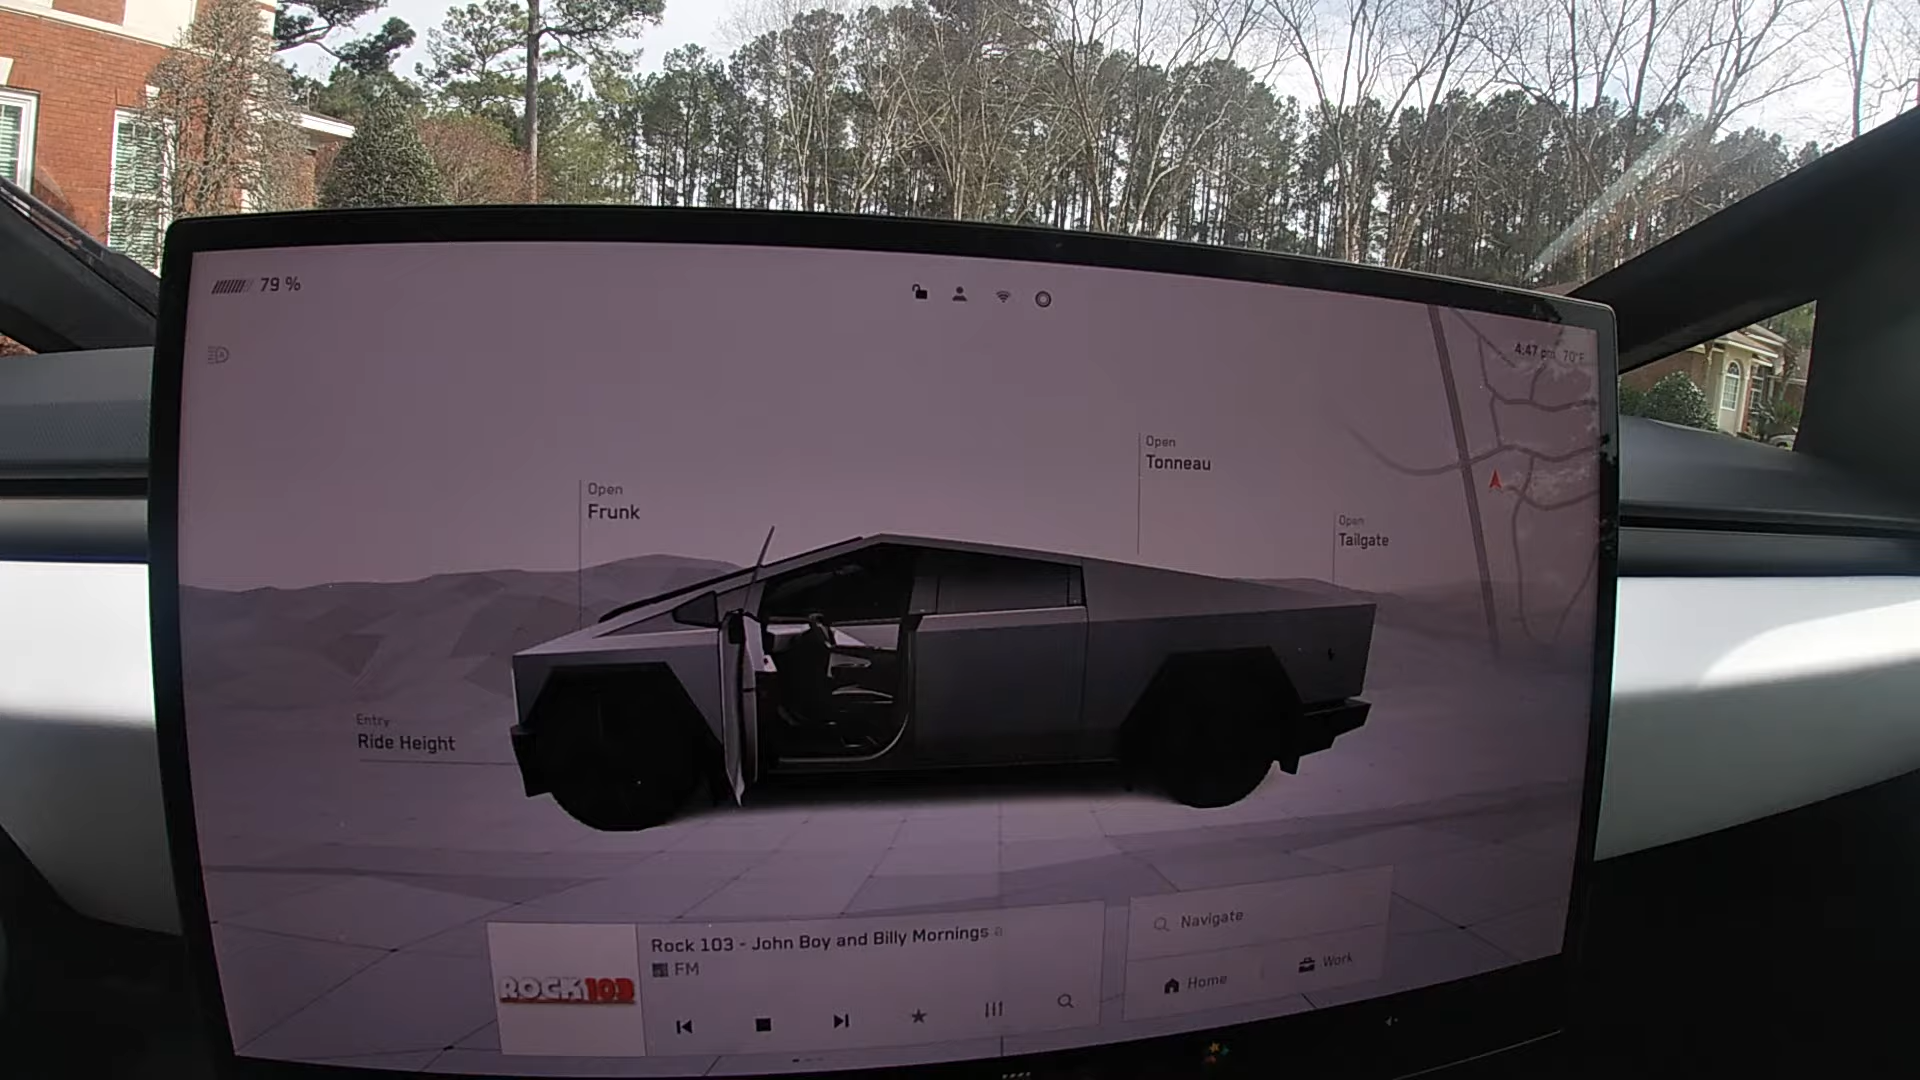 79 %
4:47 pm 70°F
Open
Tonneau
Open
Frunk
Open
Tailgate
Entry
Ride Height
Rock 103 - John Boy and Billy Mornings a
FM
ROCK103
Navigate
Home
Work